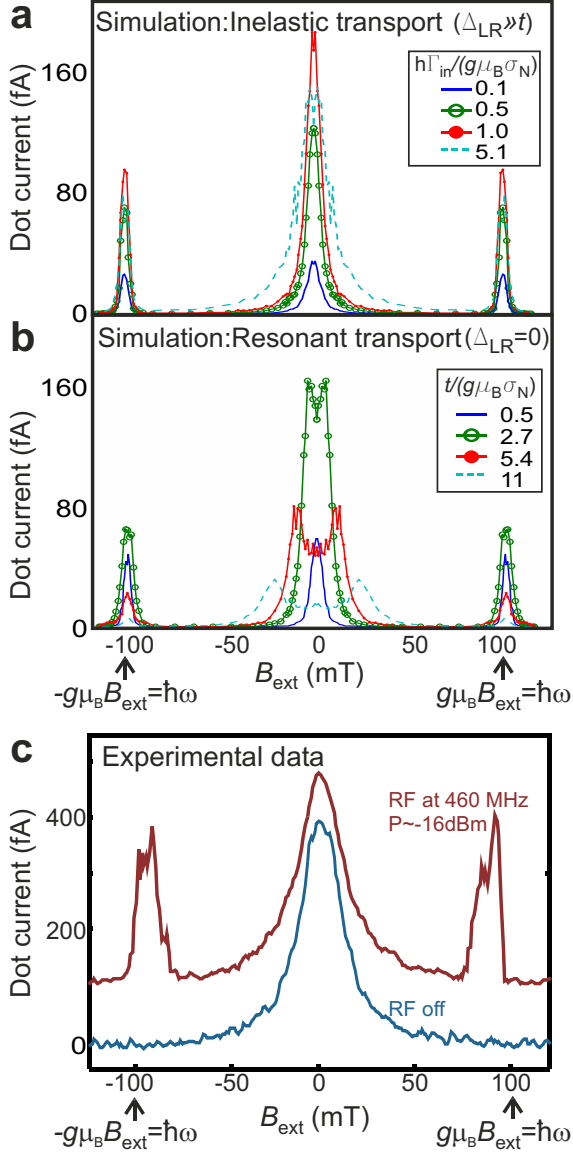 a
Simulation:Inelastic transport (Δ_LR»t)
hΓ_in/(gμ_Bσ_N)
0.1
0.5
1.0
5.1
160
80
0
Dot current (fA)
b
Simulation:Resonant transport(Δ_LR=0)
t/(gμ_Bσ_N)
0.5
2.7
5.4
11
160
80
0
Dot current (fA)
-100 -50 0 50 100
B_ext (mT)
-gμ_BB_ext=ħω
gμ_BB_ext=ħω
c
Experimental data
RF at 460 MHz
P~-16dBm
RF off
400
200
0
Dot current (fA)
-100 -50 0 50 100
B_ext (mT)
-gμ_BB_ext=ħω
gμ_BB_ext=ħω